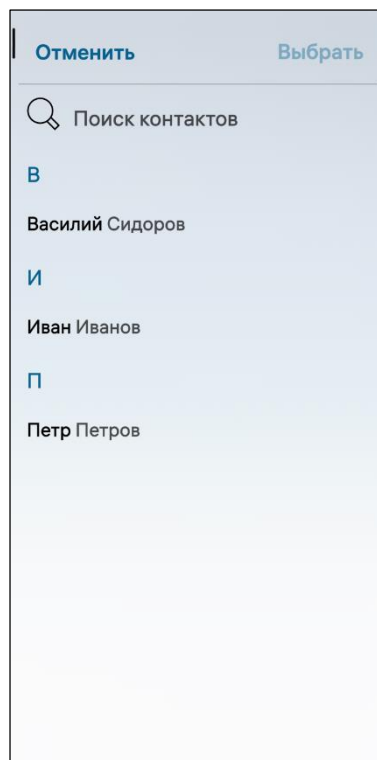 Отменить Выбрать
Поиск контактов
В
Василий Сидоров
И
Иван Иванов
П
Петр Петров